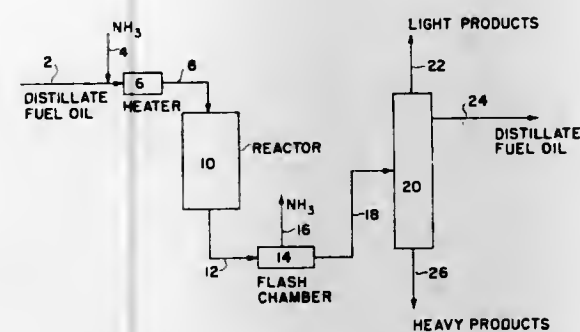 LIGHT PRODUCTS
NH3
4
22
2
6
8
24
DISTILLATE
FUEL OIL
HEATER
DISTILLATE
FUEL OIL
10
REACTOR
20
NH3
16
18
14
12
FLASH
CHAMBER
26
HEAVY PRODUCTS